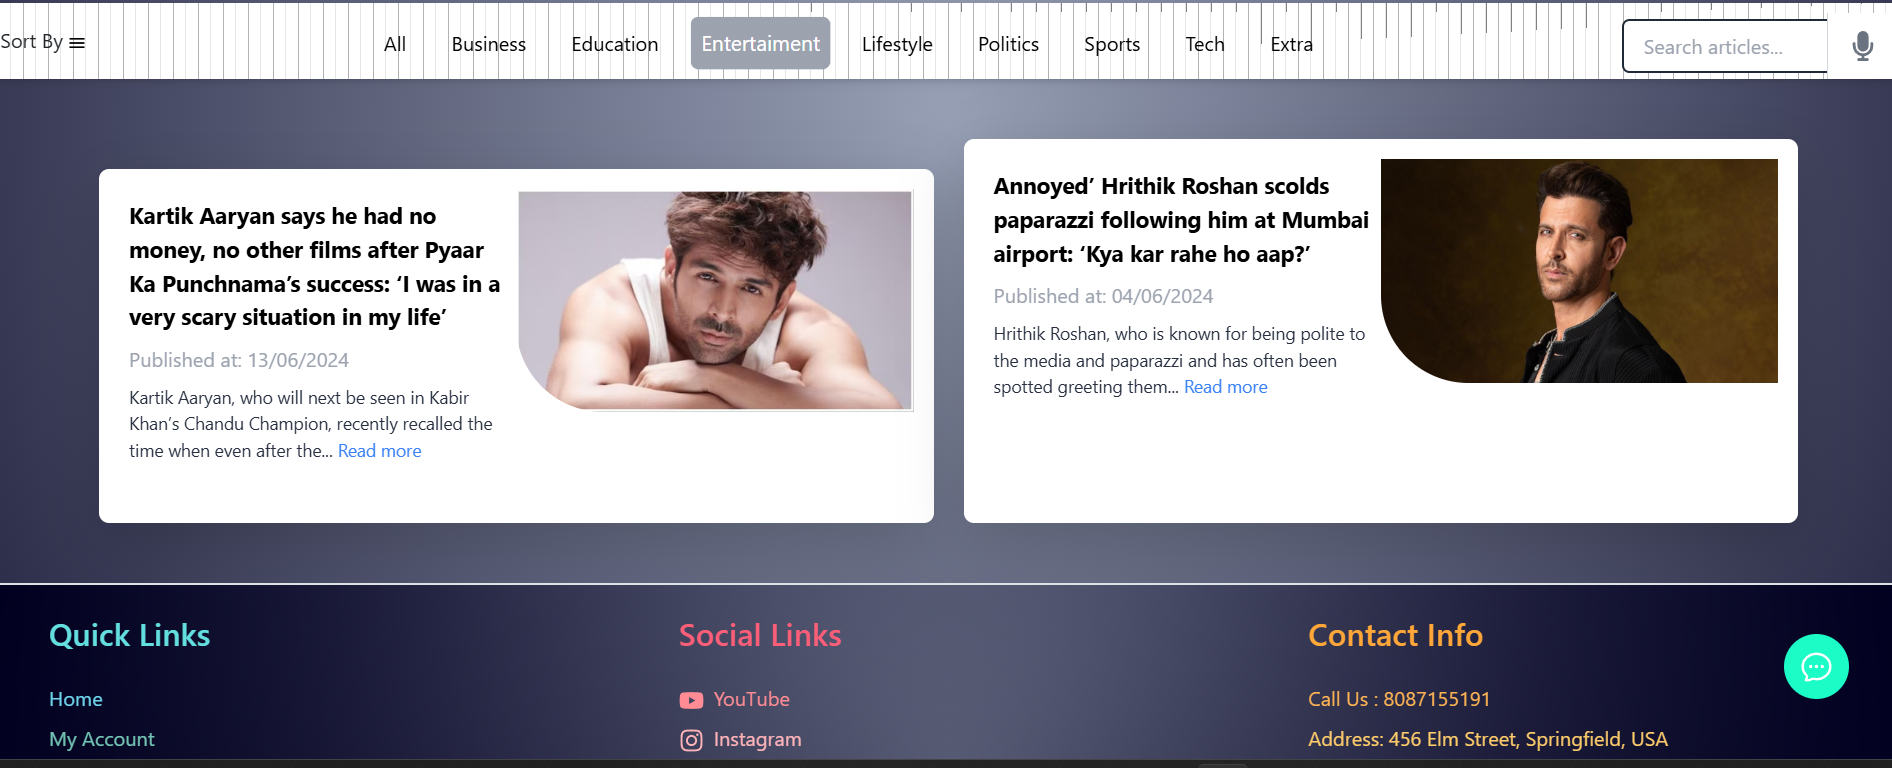 Sort By
All
Business
Education
Entertaiment
Lifestyle
Politics
Sports
Tech
Extra
Search articles...
Kartik Aaryan says he had no
money, no other films after Pyaar
Ka Punchnama’s success: ‘I was in a
very scary situation in my life’
Published at: 13/06/2024
Kartik Aaryan, who will next be seen in Kabir
Khan’s Chandu Champion, recently recalled the
time when even after the... Read more
Annoyed’ Hrithik Roshan scolds
paparazzi following him at Mumbai
airport: ‘Kya kar rahe ho aap?’
Published at: 04/06/2024
Hrithik Roshan, who is known for being polite to
the media and paparazzi and has often been
spotted greeting them... Read more
Quick Links
Home
My Account
Social Links
YouTube
Instagram
Contact Info
Call Us : 8087155191
Address: 456 Elm Street, Springfield, USA